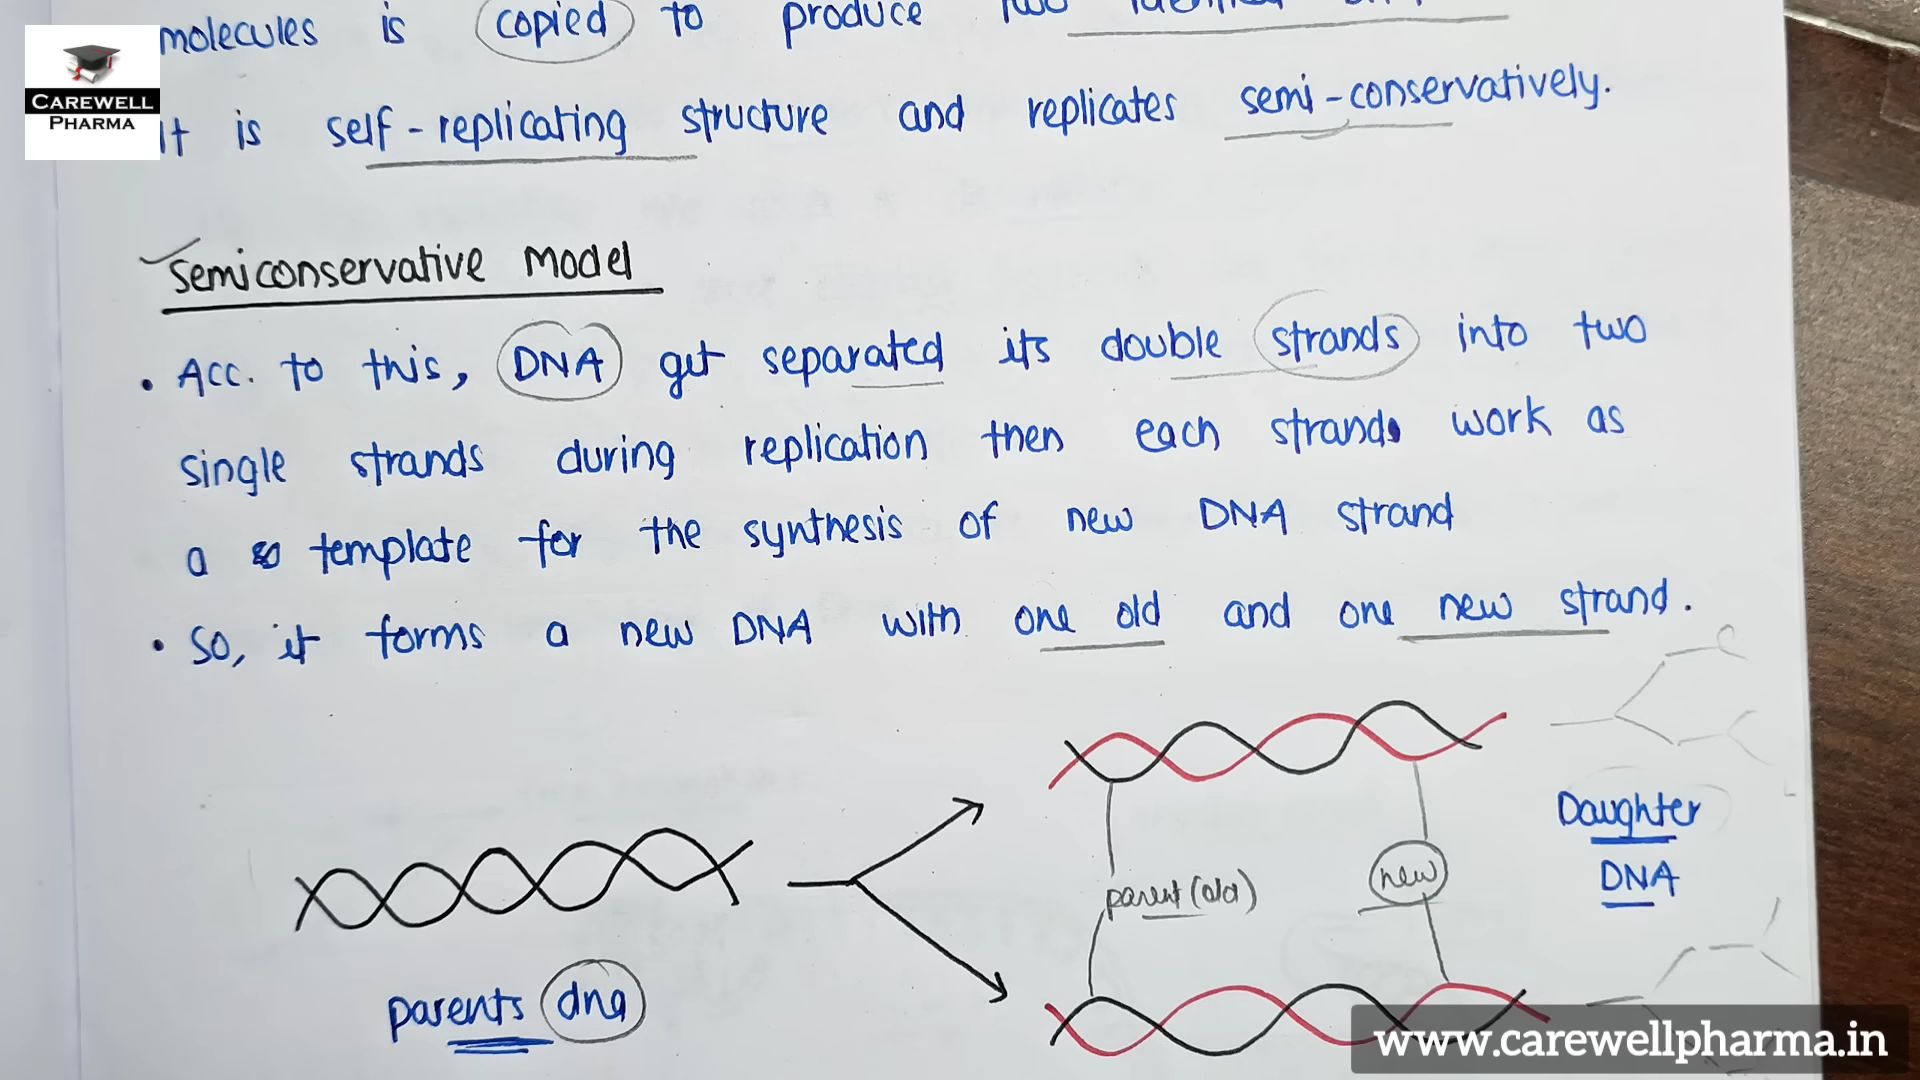 molecules is copied to produce two
CAREWELL
PHARMA
It is self-replicating structure and replicates semi-conservatively.
Semiconservative Model
• Acc. to this, DNA get separated its double strands into two
single strands during replication then each strands work as
a template for the synthesis of new DNA strand
• So, it forms a new DNA with one old and one new strand.
Daughter
DNA
parent (old)
new
parents dna
www.carewellpharma.in